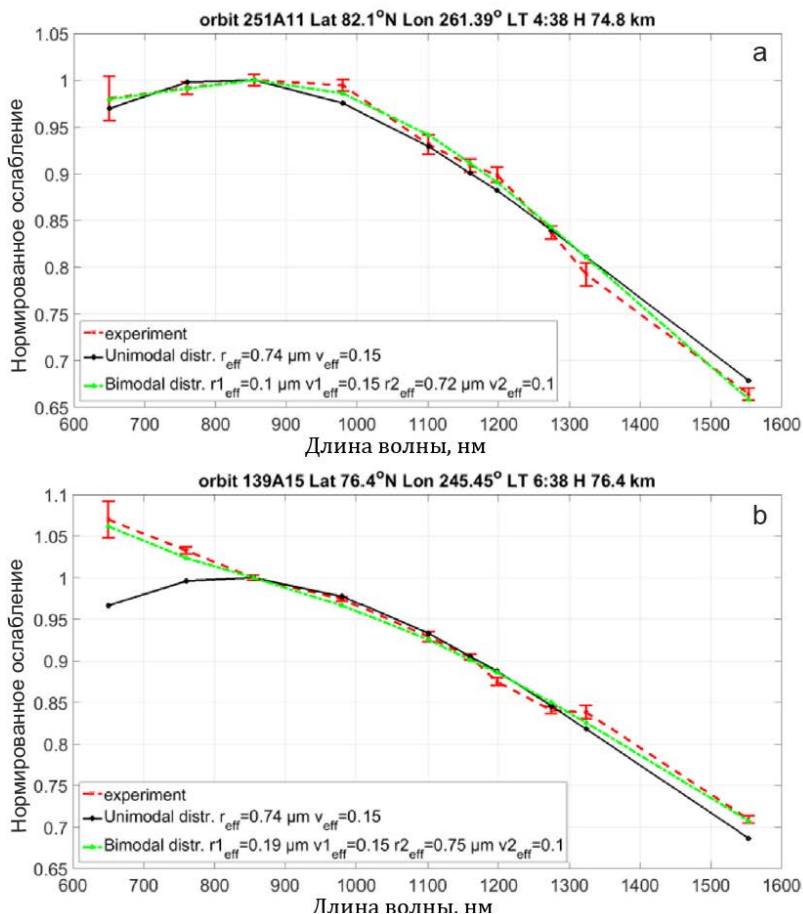 orbit 251A11 Lat 82.1°N Lon 261.39° LT 4:38 H 74.8 km
a
Нормированное ослабление
1.05
1
0.95
0.9
0.85
0.8
0.75
0.7
0.65
experiment
Unimodal distr. r_eff=0.74 µm v_eff=0.15
Bimodal distr. r1_eff=0.1 µm v1_eff=0.15 r2_eff=0.72 µm v2_eff=0.1
600 700 800 900 1000 1100 1200 1300 1400 1500 1600
Длина волны, нм
orbit 139A15 Lat 76.4°N Lon 245.45° LT 6:38 H 76.4 km
b
Нормированное ослабление
1.1
1.05
1
0.95
0.9
0.85
0.8
0.75
0.7
0.65
experiment
Unimodal distr. r_eff=0.74 µm v_eff=0.15
Bimodal distr. r1_eff=0.19 µm v1_eff=0.15 r2_eff=0.75 µm v2_eff=0.1
600 700 800 900 1000 1100 1200 1300 1400 1500 1600
Длина волны, нм